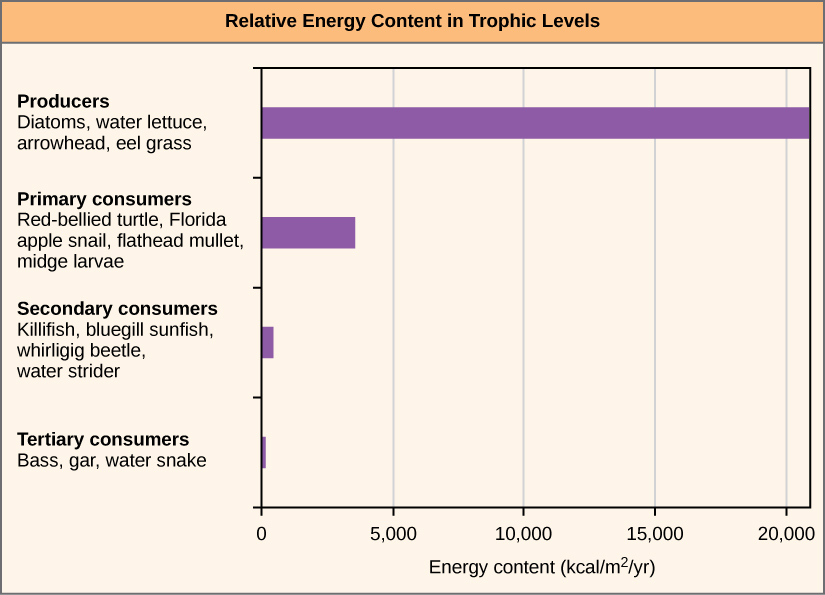 Relative Energy Content in Trophic Levels
Producers
Diatoms, water lettuce,
arrowhead, eel grass
Primary consumers
Red-bellied turtle, Florida
apple snail, flathead mullet,
midge larvae
Secondary consumers
Killifish, bluegill sunfish,
whirligig beetle,
water strider
Tertiary consumers
Bass, gar, water snake
0 5,000 10,000 15,000 20,000
Energy content (kcal/m²/yr)